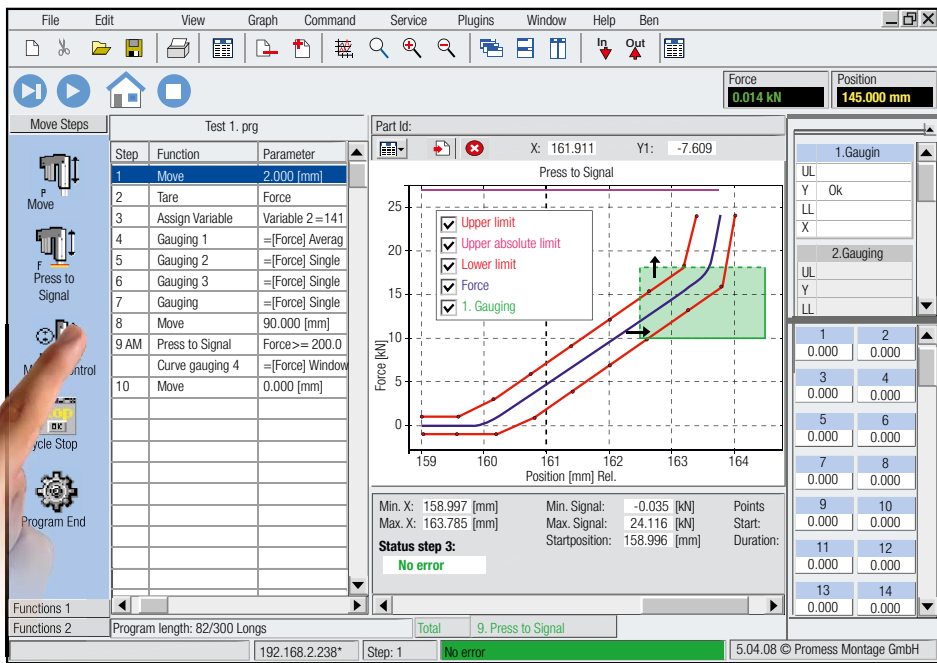 File Edit View Graph Command Service Plugins Window Help Ben
In Out
Force Position
0.014 kN 145.000 mm
Move Steps
P
Move
F
Press to
Signal
Cycle Stop
OK
Program End
Functions 1
Functions 2
Test 1. prg
Step Function Parameter
1 Move 2.000 [mm]
2 Tare Force
3 Assign Variable Variable 2=141
4 Gauging 1 =[Force] Averag
5 Gauging 2 =[Force] Single
6 Gauging 3 =[Force] Single
7 Gauging =[Force] Single
8 Move 90.000 [mm]
9 AM Press to Signal Force>= 200.0
Curve gauging 4 =[Force] Window
10 Move 0.000 [mm]
Part Id:
X: 161.911 Y1: -7.609
Press to Signal
Upper limit
Upper absolute limit
Lower limit
Force
1. Gauging
Force [kN]
25
20
15
10
5
0
159 160 161 162 163 164
Position [mm] Rel.
Min. X: 158.997 [mm] Min. Signal: -0.035 [kN] Points
Max. X: 163.785 [mm] Max. Signal: 24.116 [kN] Start:
Startposition: 158.996 [mm] Duration:
Status step 3:
No error
1.Gaugin
UL
Y Ok
LL
X
2.Gauging
UL
Y
LL
1 2
0.000 0.000
3 4
0.000 0.000
5 6
0.000 0.000
7 8
0.000 0.000
9 10
0.000 0.000
11 12
0.000 0.000
13 14
0.000 0.000
Program length: 82/300 Longs Total 9. Press to Signal
192.168.2.238* Step: 1 No error 5.04.08 © Promess Montage GmbH